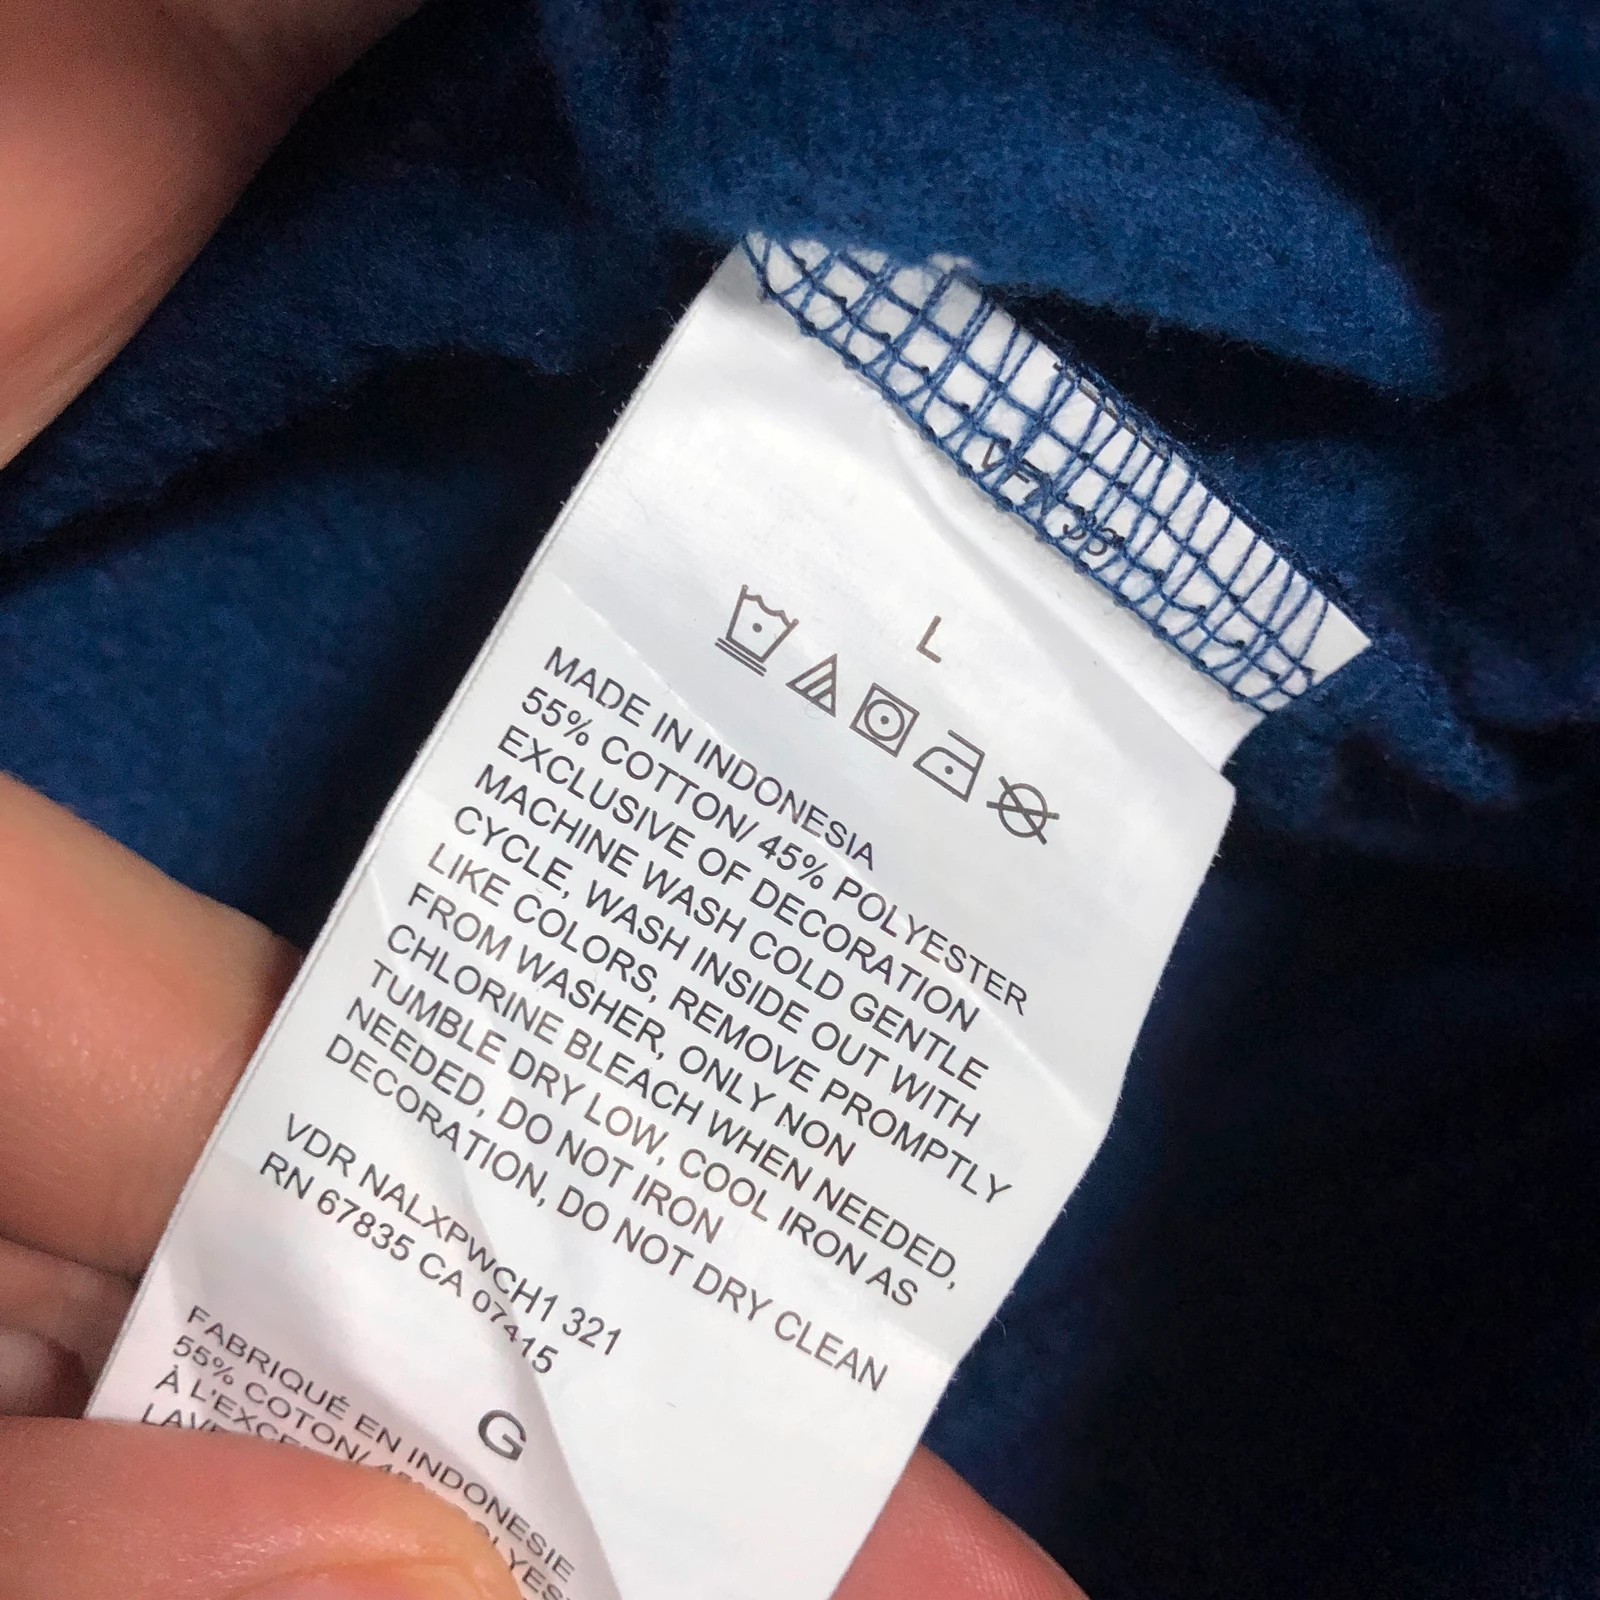 L
MADE IN INDONESIA
55% COTTON/ 45% POLYESTER
EXCLUSIVE OF DECORATION
MACHINE WASH COLD GENTLE
CYCLE, WASH INSIDE OUT WITH
LIKE COLORS, REMOVE PROMPTLY
FROM WASHER, ONLY NON
CHLORINE BLEACH WHEN NEEDED,
TUMBLE DRY LOW, COOL IRON AS
NEEDED, DO NOT IRON
DECORATION, DO NOT DRY CLEAN
VDR NALXPWCH1 321
RN 67835 CA 07415
G
FABRIQUÉ EN INDONESIE
55% COTON/
À